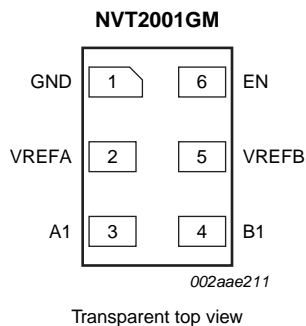 NVT2001GM
GND 1 6 EN
VREFA 2 5 VREFB
A1 3 4 B1
002aae211
Transparent top view